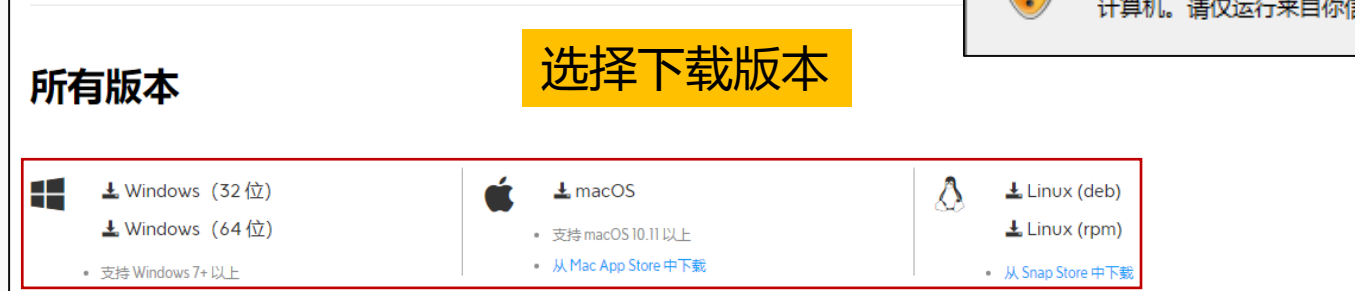 计算机。请仅运行来自你信
选择下载版本
所有版本
Windows（32 位）
Windows（64 位）
支持 Windows 7+ 以上
macOS
支持 macOS 10.11 以上
从 Mac App Store 中下载
Linux (deb)
Linux (rpm)
从 Snap Store 中下载